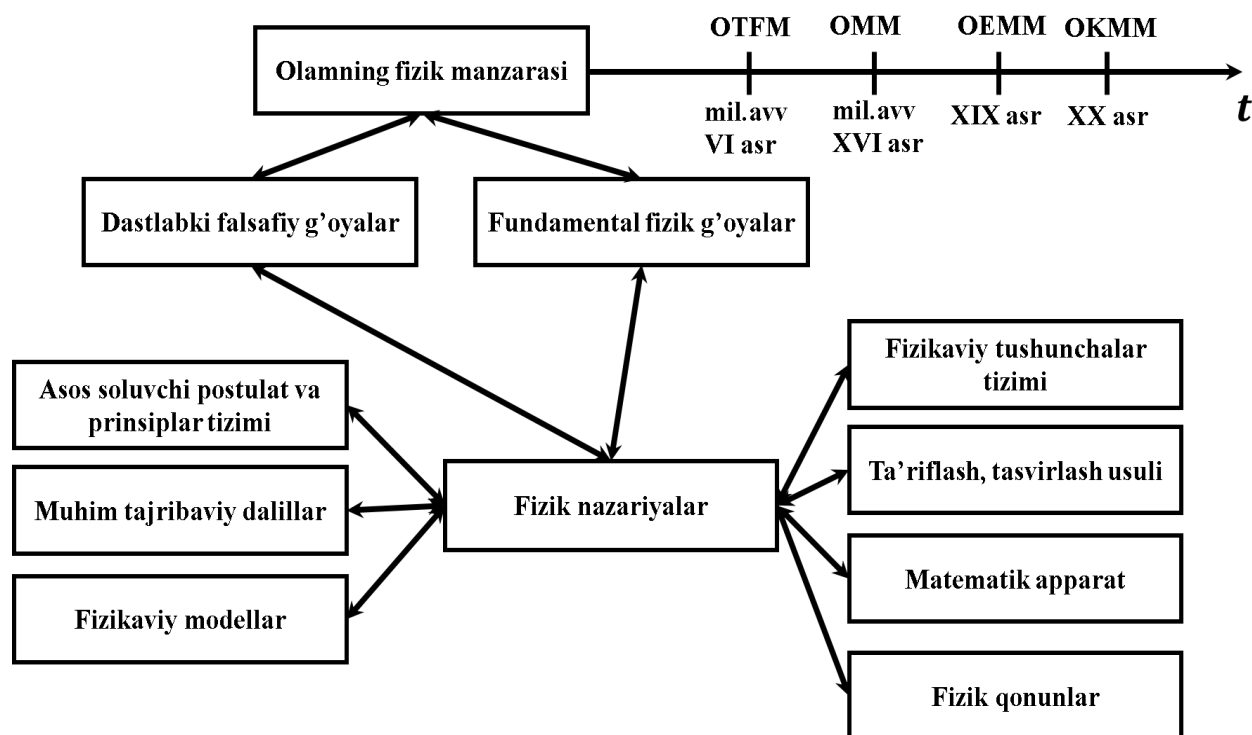 OTFM
OMM
OEMM
OKMM
Olamning fizik manzarasi
mil.avv
VI asr
mil.avv
XVI asr
XIX asr
XX asr
t
Dastlabki falsafiy g’oyalar
Fundamental fizik g’oyalar
Asos soluvchi postulat va
prinsiplar tizimi
Muhim tajribaviy dalillar
Fizikaviy modellar
Fizik nazariyalar
Fizikaviy tushunchalar
tizimi
Ta’riflash, tasvirlash usuli
Matematik apparat
Fizik qonunlar